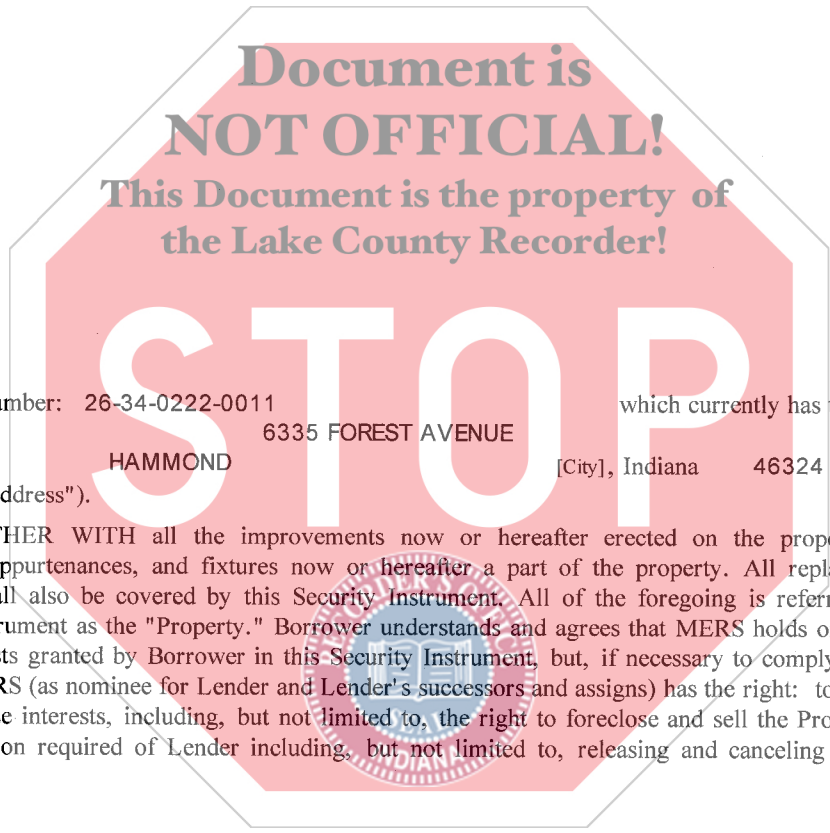 Document is
NOT OFFICIAL!
This Document is the property of
the Lake County Recorder!
STOP
umber: 26-34-0222-0011 which currently has
6335 FOREST AVENUE
HAMMOND [City], Indiana 46324
ddress").
THER WITH all the improvements now or hereafter erected on the prope
ppurtenances, and fixtures now or hereafter a part of the property. All repla
all also be covered by this Security Instrument. All of the foregoing is referr
rument as the "Property." Borrower understands and agrees that MERS holds o
sts granted by Borrower in this Security Instrument, but, if necessary to comply
RS (as nominee for Lender and Lender's successors and assigns) has the right: to
e interests, including, but not limited to, the right to foreclose and sell the Pro
on required of Lender including, but not limited to, releasing and canceling
RECORDER'S OFFICE
SEAL
INDIANA